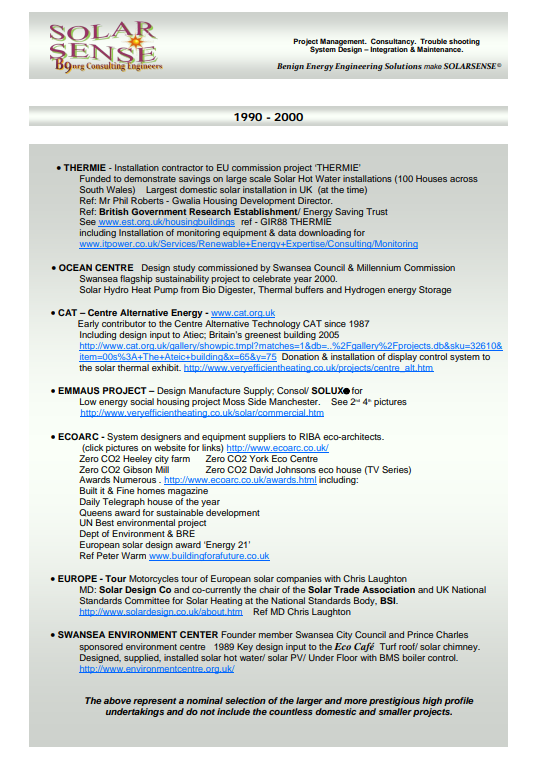 SOLAR
SENSE
B9nrg Consulting Engineers
Project Management. Consultancy. Trouble shooting
System Design – Integration & Maintenance.
Benign Energy Engineering Solutions make SOLARSENSE©
1990 - 2000
• THERMIE - Installation contractor to EU commission project ‘THERMIE’
Funded to demonstrate savings on large scale Solar Hot Water installations (100 Houses across
South Wales) Largest domestic solar installation in UK (at the time)
Ref: Mr Phil Roberts - Gwalia Housing Development Director.
Ref: British Government Research Establishment/ Energy Saving Trust
See www.est.org.uk/housingbuildings ref - GIR88 THERMIE
including Installation of monitoring equipment & data downloading for
www.itpower.co.uk/Services/Renewable+Energy+Expertise/Consulting/Monitoring
• OCEAN CENTRE Design study commissioned by Swansea Council & Millennium Commission
Swansea flagship sustainability project to celebrate year 2000.
Solar Hydro Heat Pump from Bio Digester, Thermal buffers and Hydrogen energy Storage
• CAT – Centre Alternative Energy - www.cat.org.uk
Early contributor to the Centre Alternative Technology CAT since 1987
Including design input to Atiec; Britain’s greenest building 2005
http://www.cat.org.uk/gallery/showpic.tmpl?matches=1&db=..%2Fgallery%2Fprojects.db&sku=32610&
item=00s%3A+The+Ateic+building&x=65&y=75 Donation & installation of display control system to
the solar thermal exhibit. http://www.veryefficientheating.co.uk/projects/centre_alt.htm
• EMMAUS PROJECT – Design Manufacture Supply; Consol/ SOLUX● for
Low energy social housing project Moss Side Manchester. See 2nd 4th pictures
http://www.veryefficientheating.co.uk/solar/commercial.htm
• ECOARC - System designers and equipment suppliers to RIBA eco-architects.
(click pictures on website for links) http://www.ecoarc.co.uk/
Zero CO2 Heeley city farm Zero CO2 York Eco Centre
Zero CO2 Gibson Mill Zero CO2 David Johnsons eco house (TV Series)
Awards Numerous . http://www.ecoarc.co.uk/awards.html including:
Built it & Fine homes magazine
Daily Telegraph house of the year
Queens award for sustainable development
UN Best environmental project
Dept of Environment & BRE
European solar design award ‘Energy 21’
Ref Peter Warm www.buildingforafuture.co.uk
• EUROPE - Tour Motorcycles tour of European solar companies with Chris Laughton
MD: Solar Design Co and co-currently the chair of the Solar Trade Association and UK National
Standards Committee for Solar Heating at the National Standards Body, BSI.
http://www.solardesign.co.uk/about.htm Ref MD Chris Laughton
• SWANSEA ENVIRONMENT CENTER Founder member Swansea City Council and Prince Charles
sponsored environment centre 1989 Key design input to the Eco Café Turf roof/ solar chimney.
Designed, supplied, installed solar hot water/ solar PV/ Under Floor with BMS boiler control.
http://www.environmentcentre.org.uk/
The above represent a nominal selection of the larger and more prestigious high profile
undertakings and do not include the countless domestic and smaller projects.